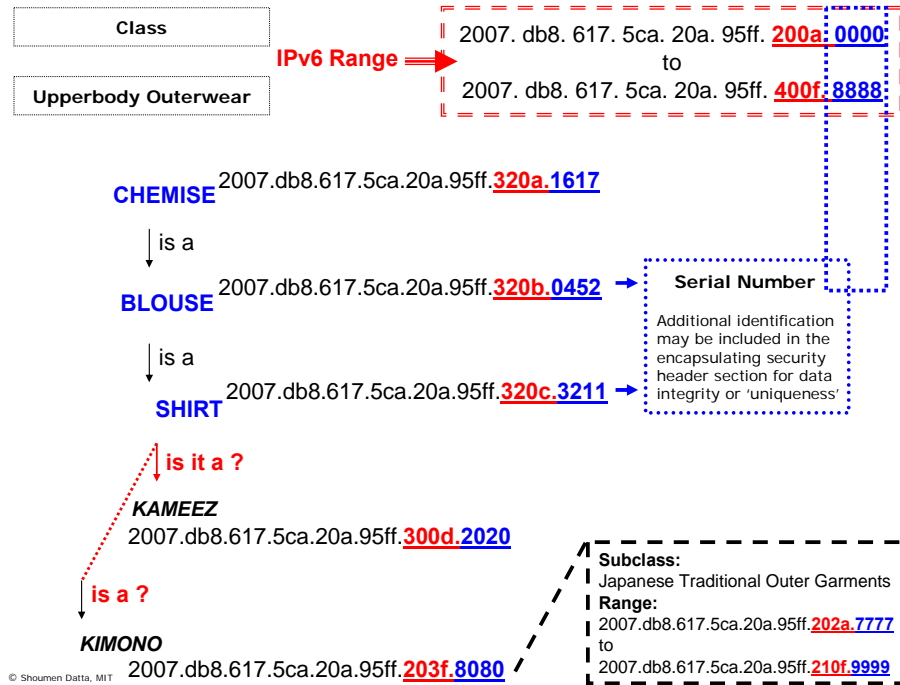 Class
IPv6 Range
2007. db8. 617. 5ca. 20a. 95ff. 200a. 0000
to
2007. db8. 617. 5ca. 20a. 95ff. 400f. 8888
Upperbody Outerwear
CHEMISE 2007.db8.617.5ca.20a.95ff.320a.1617
is a
BLOUSE 2007.db8.617.5ca.20a.95ff.320b.0452
Serial Number
Additional identification
may be included in the
encapsulating security
header section for data
integrity or ‘uniqueness’
is a
SHIRT 2007.db8.617.5ca.20a.95ff.320c.3211
is it a ?
KAMEEZ
2007.db8.617.5ca.20a.95ff.300d.2020
is a ?
KIMONO
2007.db8.617.5ca.20a.95ff.203f.8080
Subclass:
Japanese Traditional Outer Garments
Range:
2007.db8.617.5ca.20a.95ff.202a.7777
to
2007.db8.617.5ca.20a.95ff.210f.9999
© Shoumen Datta, MIT